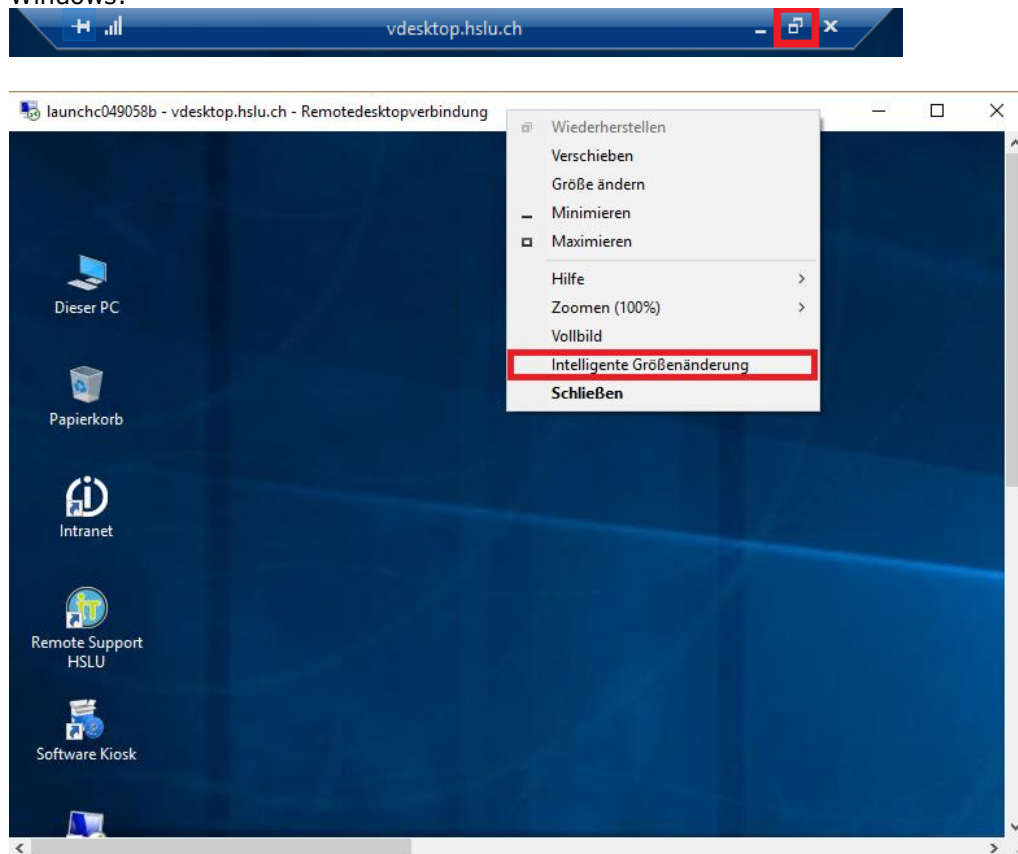 Windows.
vdesktop.hslu.ch
launchc049058b - vdesktop.hslu.ch - Remotedesktopverbindung
Wiederherstellen
Verschieben
Größe ändern
Minimieren
Maximieren
Hilfe
Zoomen (100%)
Vollbild
Intelligente Größenänderung
Schließen
Dieser PC
Papierkorb
Intranet
Remote Support
HSLU
Software Kiosk